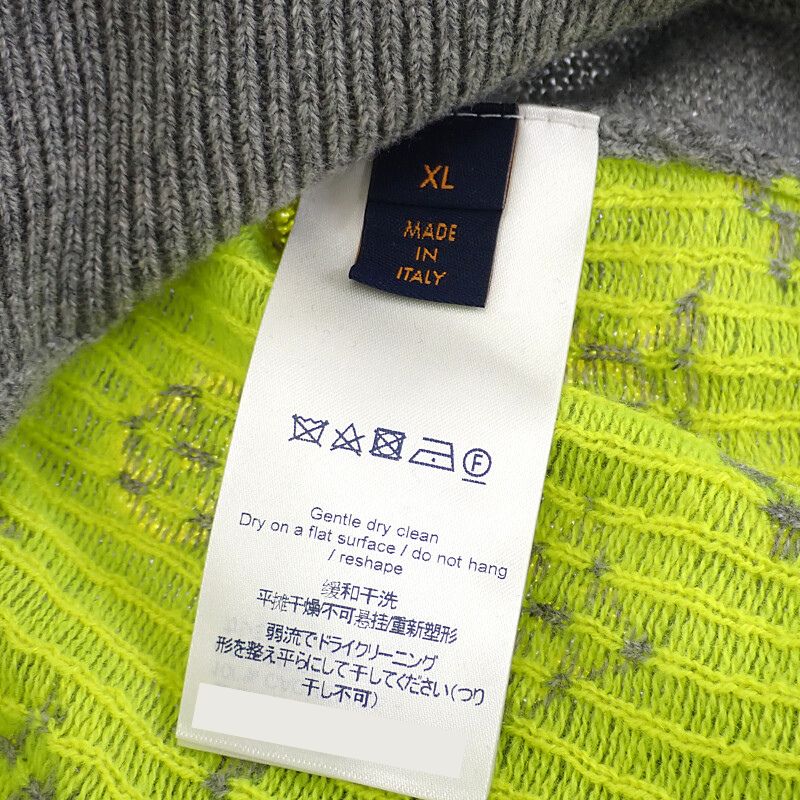 XL
MADE
IN
ITALY
F
Gentle dry clean
Dry on a flat surface / do not hang
/ reshape
缓和干洗
平摊干燥/不可悬挂/重新塑形
弱流でドライクリーニング
形を整え平らにして干してください(つり
干し不可)